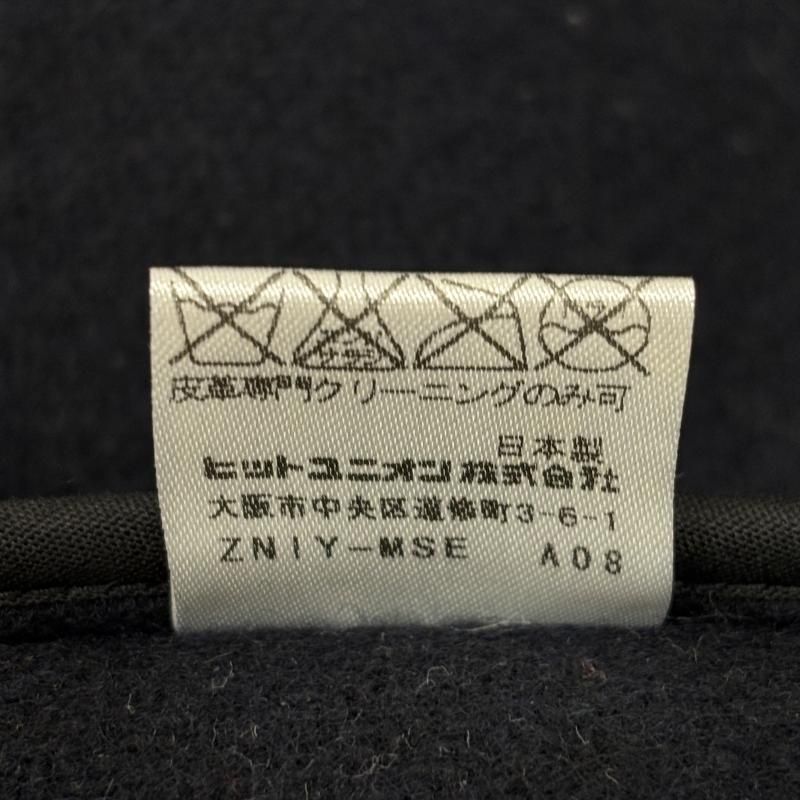 皮革専門クリーニングのみ可
日本製
ヒットユニオン株式会社
大阪市中央区道修町3-6-1
ZNIY-MSE A08